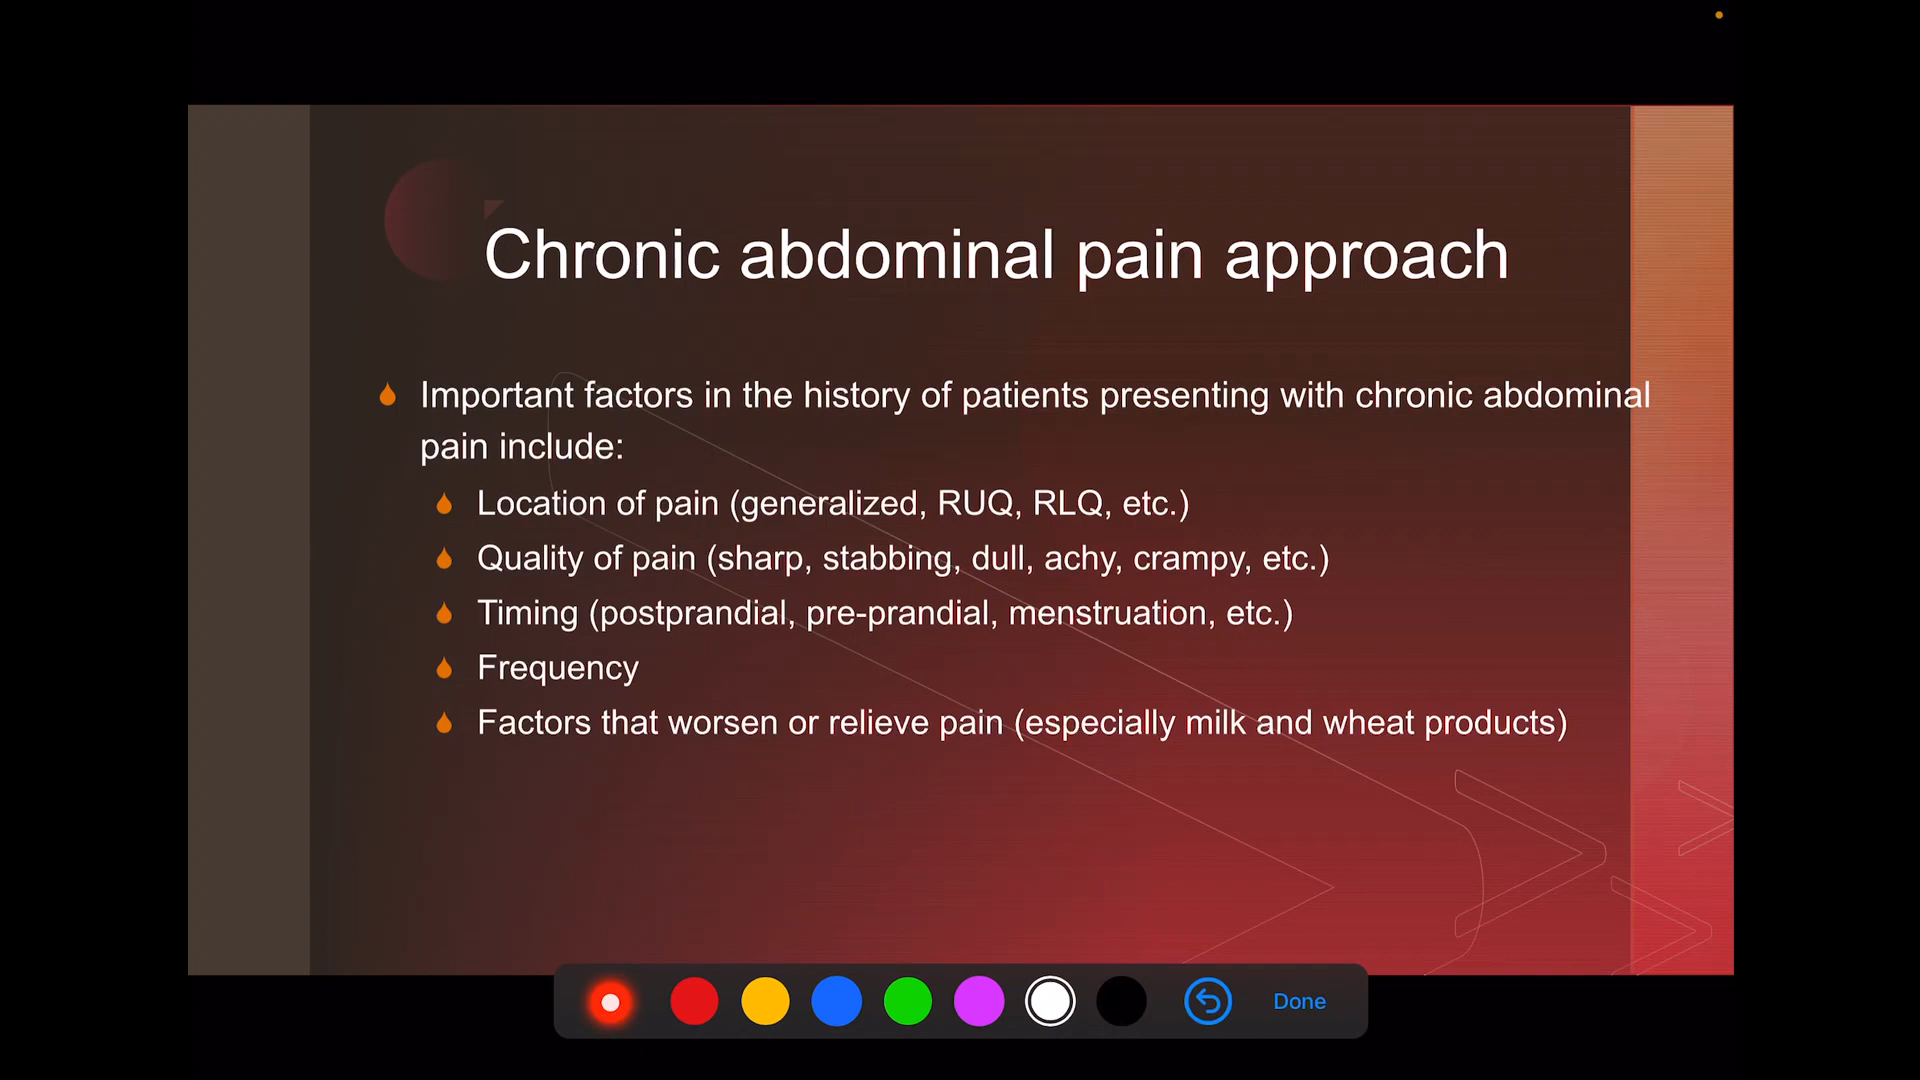 Chronic abdominal pain approach
Important factors in the history of patients presenting with chronic abdominal
pain include:
Location of pain (generalized, RUQ, RLQ, etc.)
Quality of pain (sharp, stabbing, dull, achy, crampy, etc.)
Timing (postprandial, pre-prandial, menstruation, etc.)
Frequency
Factors that worsen or relieve pain (especially milk and wheat products)
Done